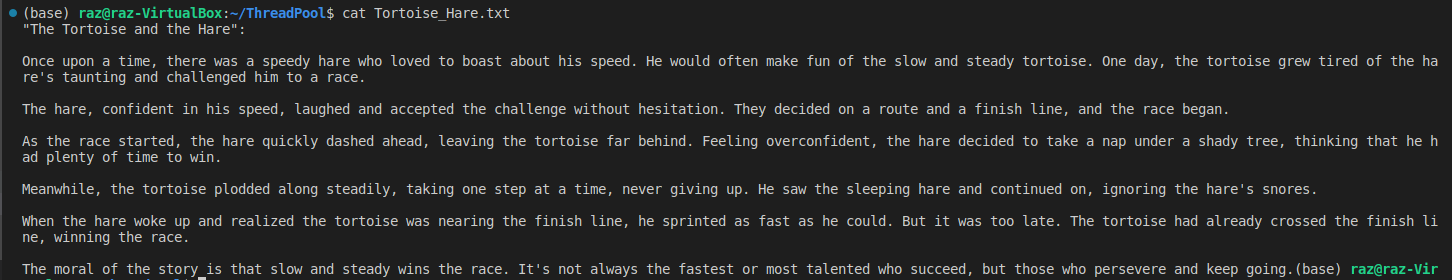 (base) raz@raz-VirtualBox:~/ThreadPool$ cat Tortoise_Hare.txt
"The Tortoise and the Hare":
Once upon a time, there was a speedy hare who loved to boast about his speed. He would often make fun of the slow and steady tortoise. One day, the tortoise grew tired of the ha
re's taunting and challenged him to a race.
The hare, confident in his speed, laughed and accepted the challenge without hesitation. They decided on a route and a finish line, and the race began.
As the race started, the hare quickly dashed ahead, leaving the tortoise far behind. Feeling overconfident, the hare decided to take a nap under a shady tree, thinking that he h
ad plenty of time to win.
Meanwhile, the tortoise plodded along steadily, taking one step at a time, never giving up. He saw the sleeping hare and continued on, ignoring the hare's snores.
When the hare woke up and realized the tortoise was nearing the finish line, he sprinted as fast as he could. But it was too late. The tortoise had already crossed the finish li
ne, winning the race.
The moral of the story is that slow and steady wins the race. It's not always the fastest or most talented who succeed, but those who persevere and keep going.(base) raz@raz-Vir